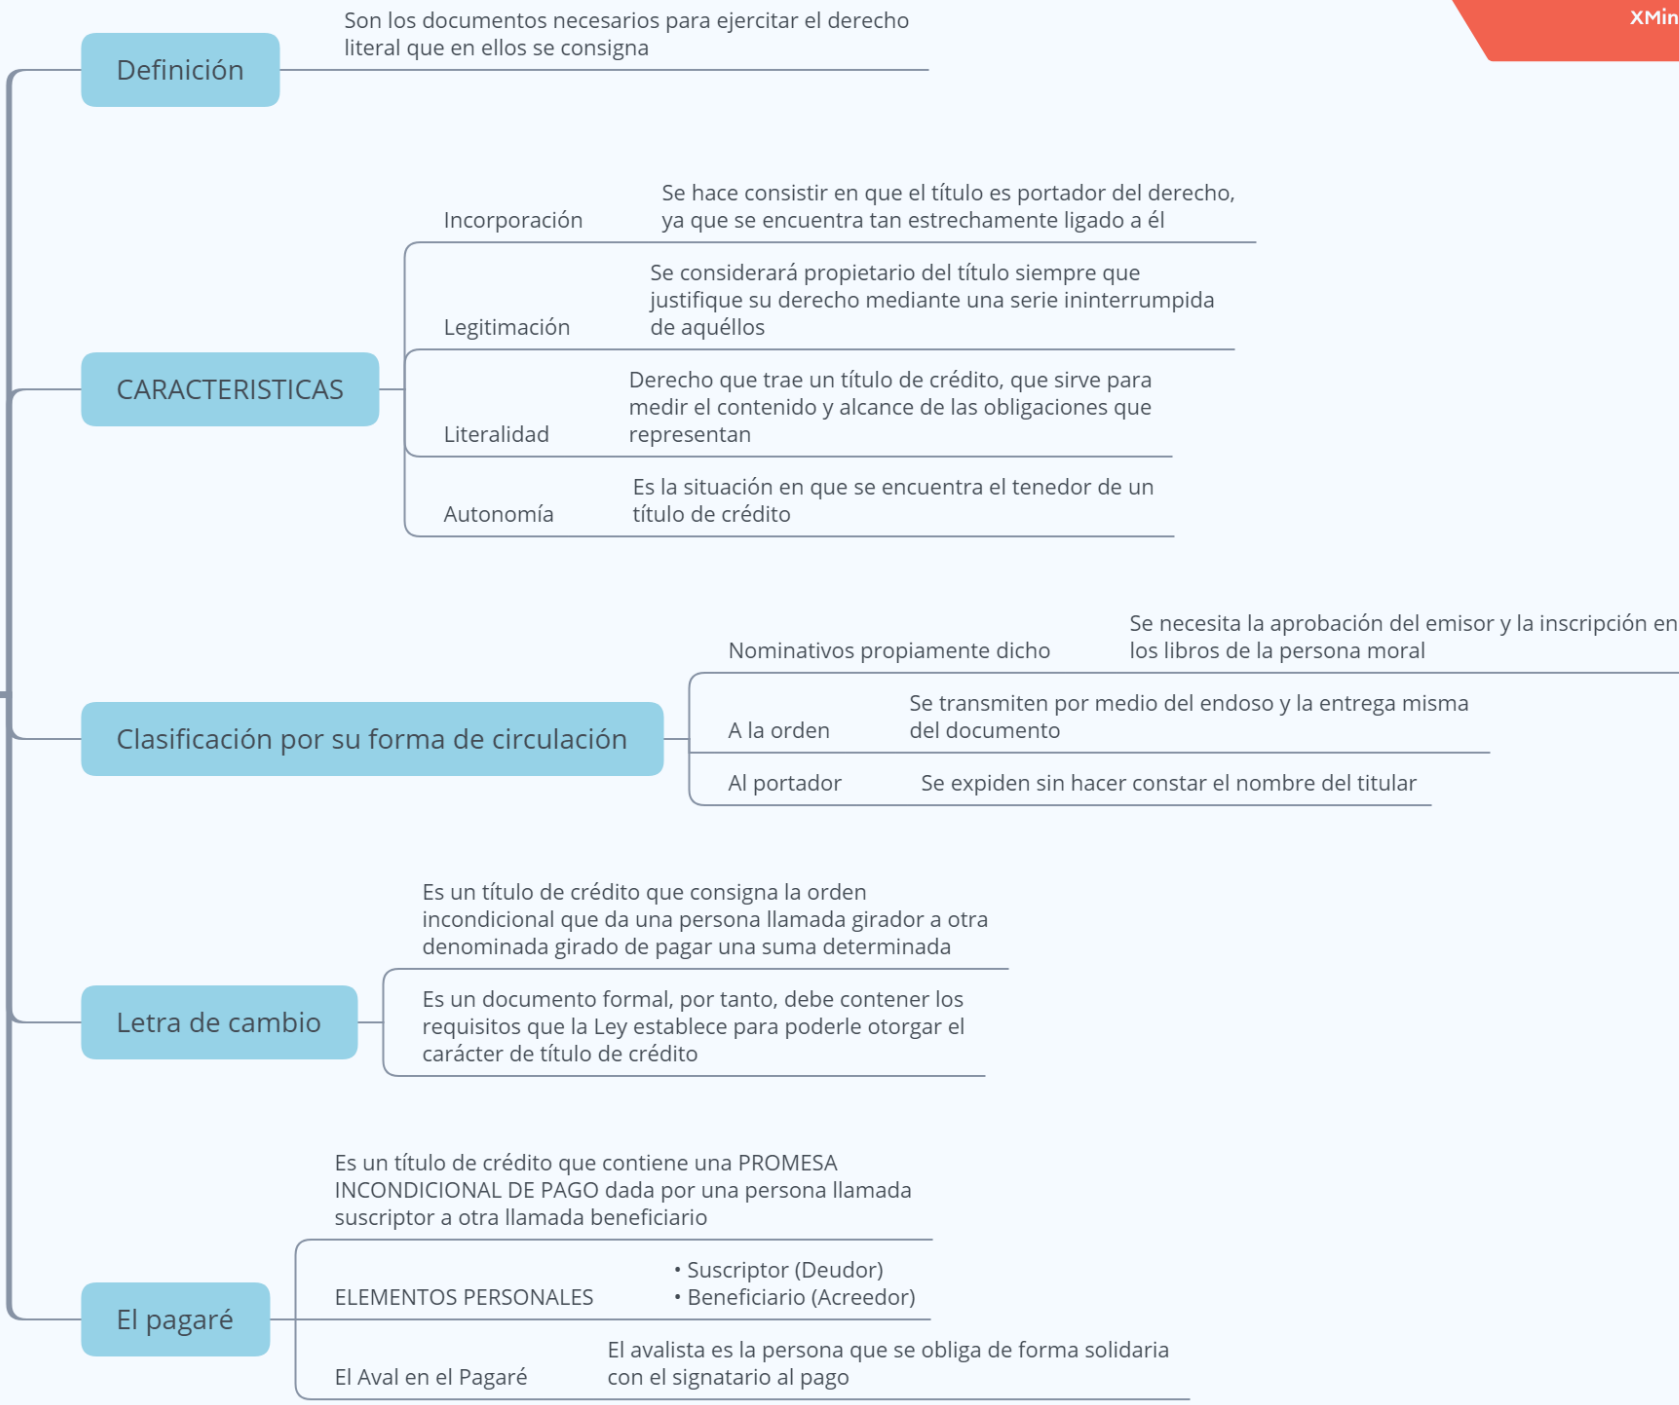 XMin
Son los documentos necesarios para ejercitar el derecho
literal que en ellos se consigna
Definición
Se hace consistir en que el título es portador del derecho,
ya que se encuentra tan estrechamente ligado a él
Incorporación
Se considerará propietario del título siempre que
justifique su derecho mediante una serie ininterrumpida
de aquéllos
Legitimación
CARACTERISTICAS
Derecho que trae un título de crédito, que sirve para
medir el contenido y alcance de las obligaciones que
representan
Literalidad
Es la situación en que se encuentra el tenedor de un
título de crédito
Autonomía
Se necesita la aprobación del emisor y la inscripción en
los libros de la persona moral
Nominativos propiamente dicho
Se transmiten por medio del endoso y la entrega misma
del documento
A la orden
Clasificación por su forma de circulación
Al portador
Se expiden sin hacer constar el nombre del titular
Es un título de crédito que consigna la orden
incondicional que da una persona llamada girador a otra
denominada girado de pagar una suma determinada
Letra de cambio
Es un documento formal, por tanto, debe contener los
requisitos que la Ley establece para poderle otorgar el
carácter de título de crédito
Es un título de crédito que contiene una PROMESA
INCONDICIONAL DE PAGO dada por una persona llamada
suscriptor a otra llamada beneficiario
ELEMENTOS PERSONALES
• Suscriptor (Deudor)
• Beneficiario (Acreedor)
El pagaré
El avalista es la persona que se obliga de forma solidaria
con el signatario al pago
El Aval en el Pagaré